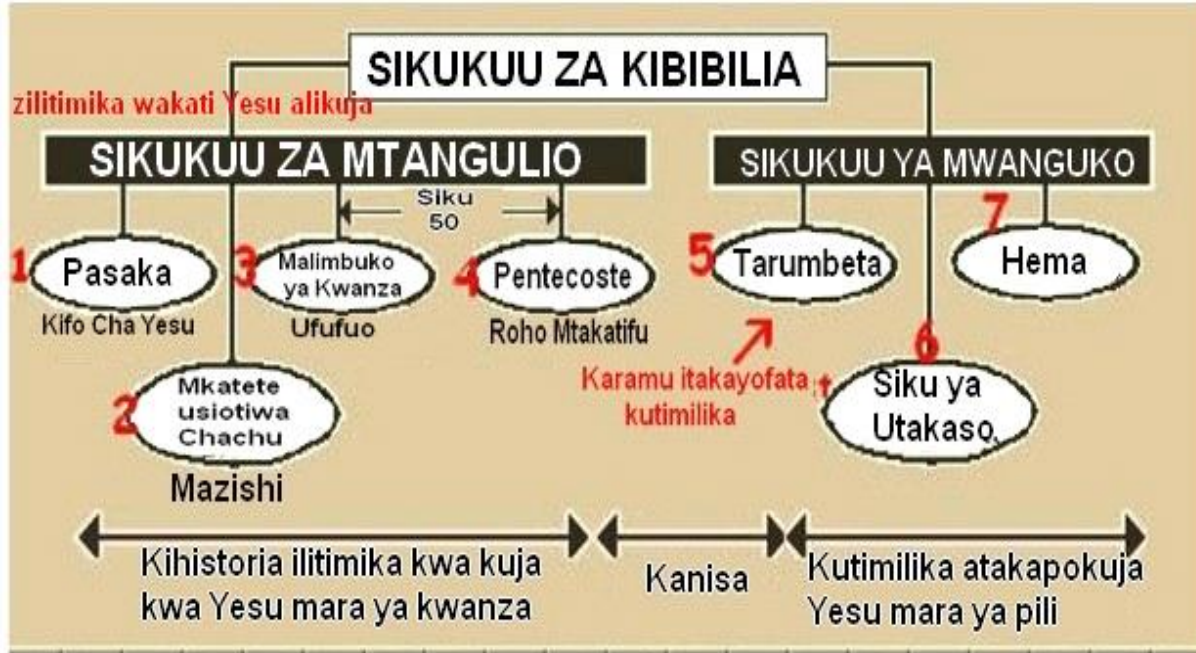 SIKUKUU ZA KIBIBILIA
zilitimika wakati Yesu alikuja
SIKUKUU ZA MTANGULIO
SIKUKUU YA MWANGUKO
Siku
50
1
Pasaka
Kifo Cha Yesu
2
Mkatete
usiotiwa
Chachu
Mazishi
3
Malimbuko
ya Kwanza
Ufufuo
4
Pentecoste
Roho Mtakatifu
5
Tarumbeta
Karamu itakayofata
kutimilika
6
Siku ya
Utakaso
7
Hema
Kihistoria ilitimika kwa kuja
kwa Yesu mara ya kwanza
Kanisa
Kutimilika atakapokuja
Yesu mara ya pili